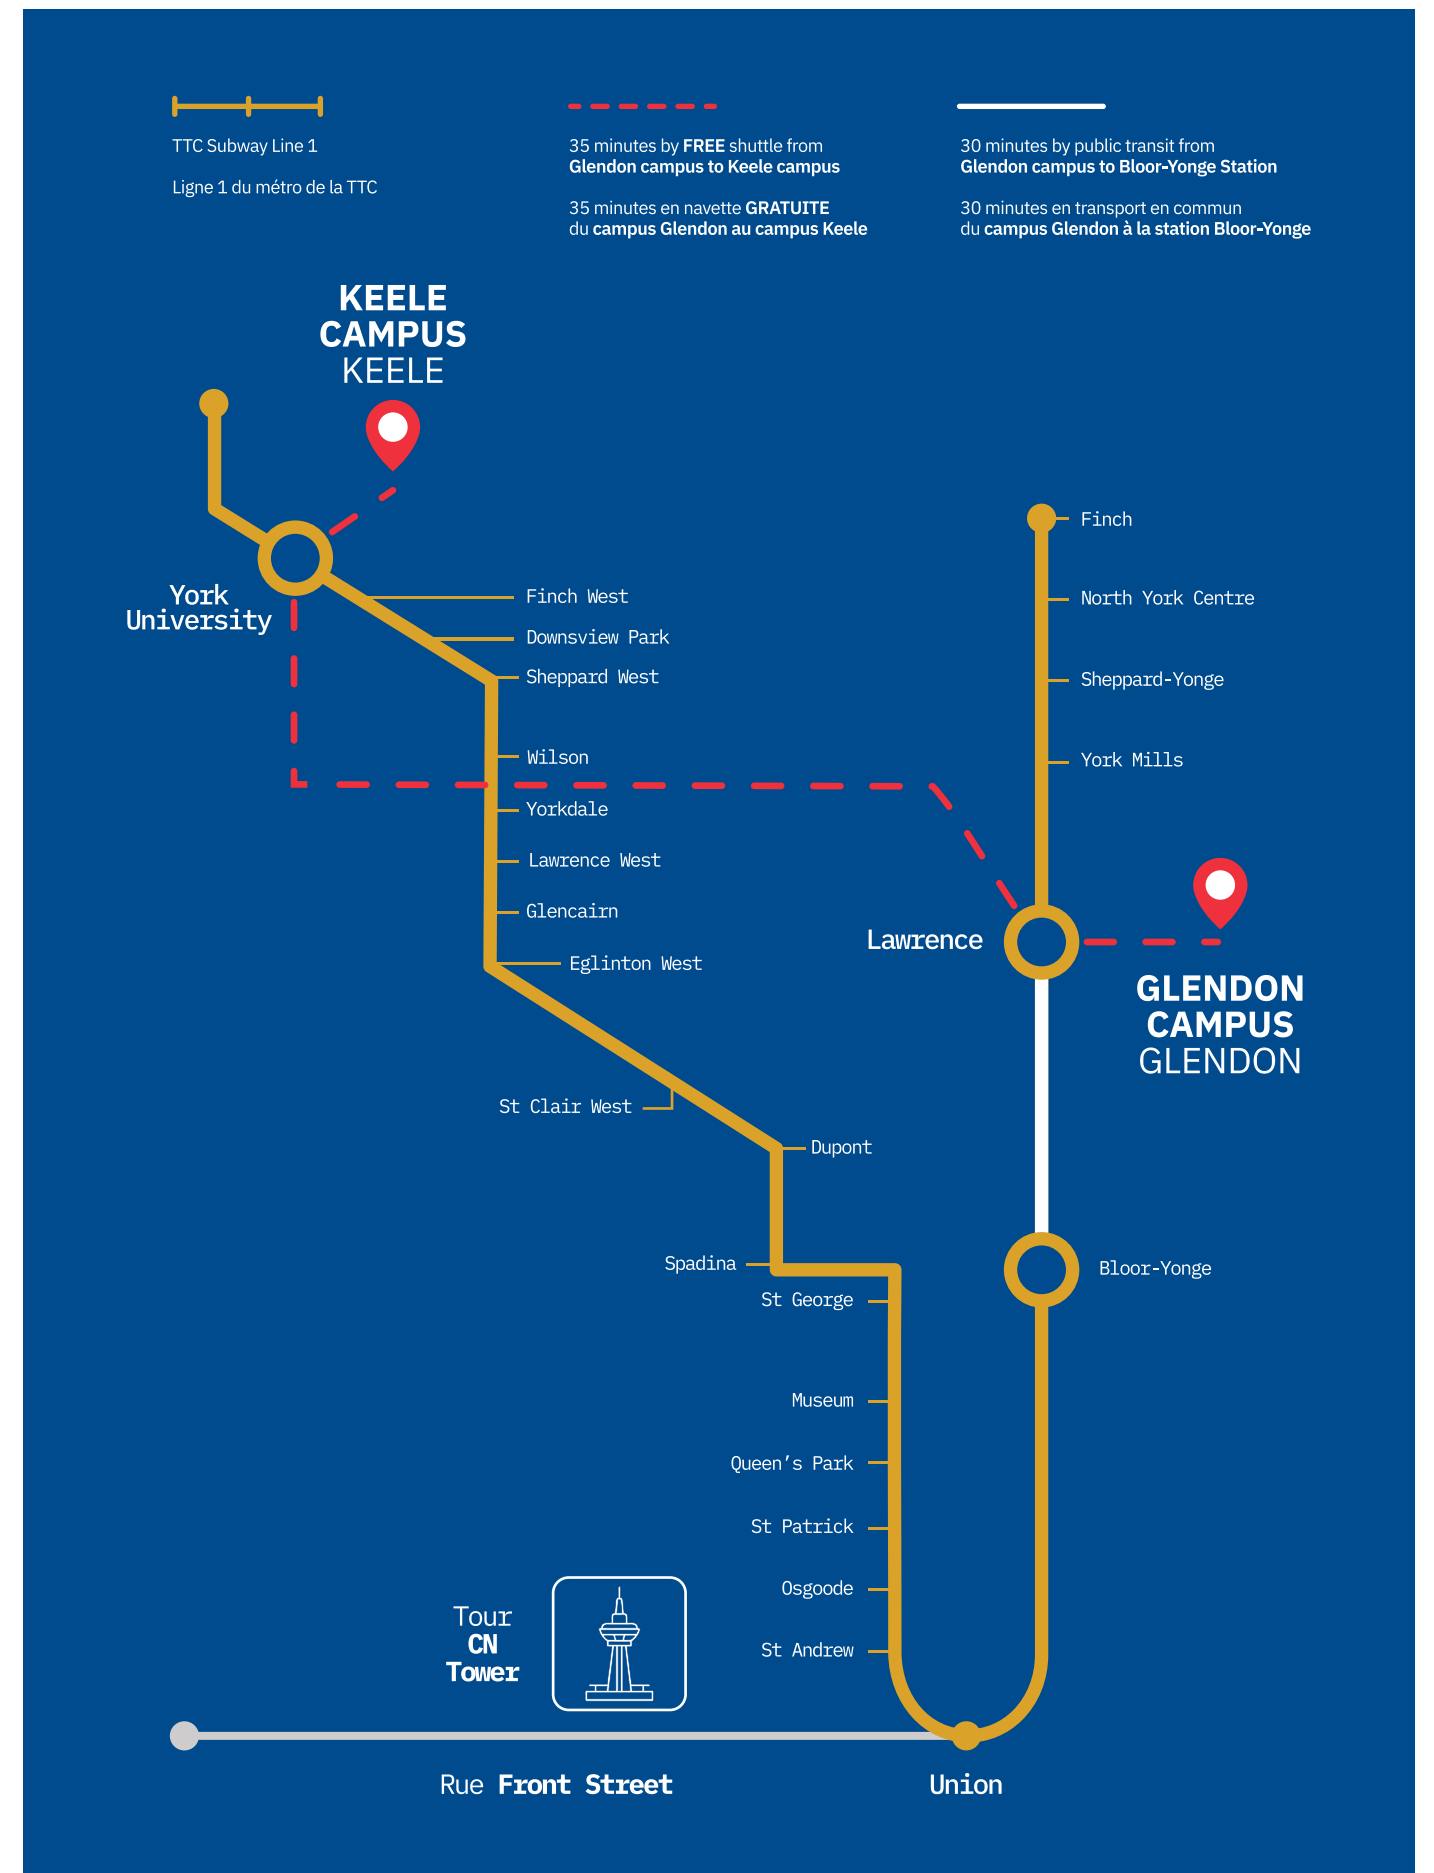 TTC Subway Line 1
Ligne 1 du métro de la TTC
35 minutes by FREE shuttle from
Glendon campus to Keele campus
35 minutes en navette GRATUITE
du campus Glendon au campus Keele
30 minutes by public transit from
Glendon campus to Bloor-Yonge Station
30 minutes en transport en commun
du campus Glendon à la station Bloor-Yonge
KEELE
CAMPUS
KEELE
Finch
York
University
Finch West
North York Centre
Downsview Park
Sheppard West
Sheppard-Yonge
Wilson
York Mills
Yorkdale
Lawrence West
Glencairn
Lawrence
Eglinton West
GLENDON
CAMPUS
GLENDON
St Clair West
Dupont
Spadina
Bloor-Yonge
St George
Museum
Queen's Park
St Patrick
Osgoode
St Andrew
Tour
CN
Tower
Rue Front Street
Union